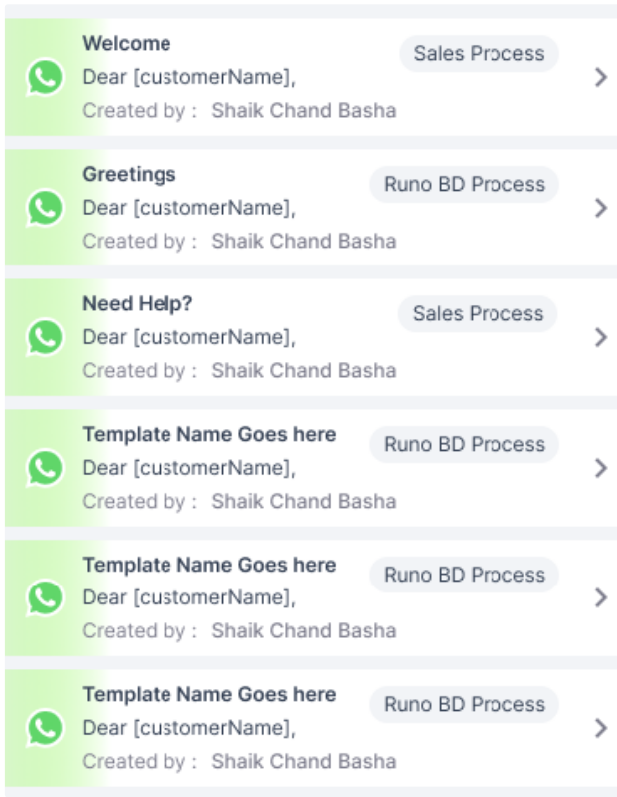 Welcome
Sales Process
Dear [customerName],
Created by : Shaik Chand Basha
Greetings
Runo BD Process
Dear [customerName],
Created by : Shaik Chand Basha
Need Help?
Sales Process
Dear [customerName],
Created by : Shaik Chand Basha
Template Name Goes here
Runo BD Process
Dear [customerName],
Created by : Shaik Chand Basha
Template Name Goes here
Runo BD Process
Dear [customerName],
Created by : Shaik Chand Basha
Template Name Goes here
Runo BD Process
Dear [customerName],
Created by : Shaik Chand Basha